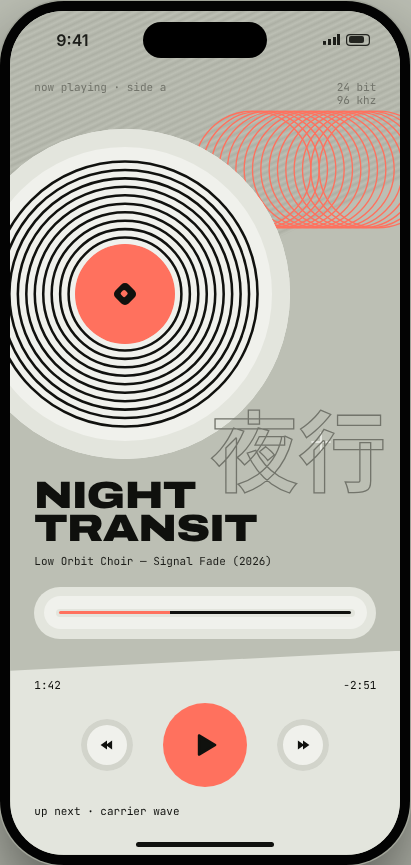 9:41
now playing · side a
24 bit
96 khz
夜行
NIGHT
TRANSIT
Low Orbit Choir — Signal Fade (2026)
1:42
-2:51
up next · carrier wave